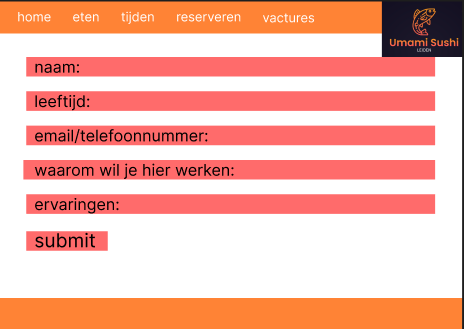 home eten tijden reserveren vactures
Umami Sushi
LEIDEN
naam:
leeftijd:
email/telefoonnummer:
waarom wil je hier werken:
ervaringen:
submit